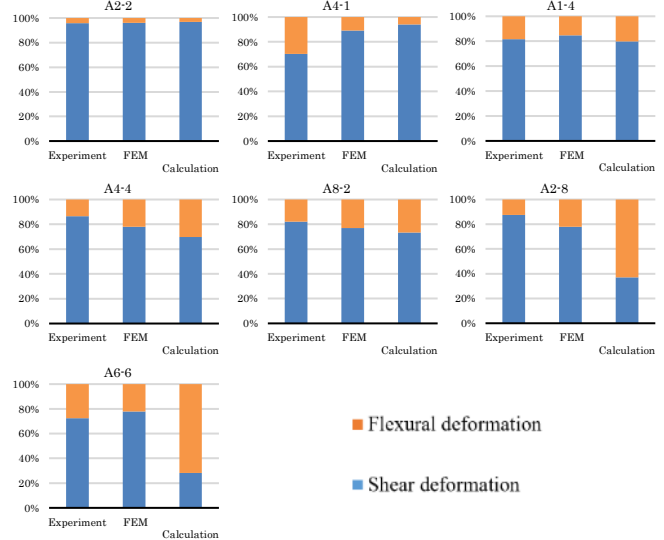 A2-2
100%
80%
60%
40%
20%
0%
Experiment FEM
Calculation
A4-1
100%
80%
60%
40%
20%
0%
Experiment FEM
Calculation
A1-4
100%
80%
60%
40%
20%
0%
Experiment FEM
Calculation
A4-4
100%
80%
60%
40%
20%
0%
Experiment FEM
Calculation
A8-2
100%
80%
60%
40%
20%
0%
Experiment FEM
Calculation
A2-8
100%
80%
60%
40%
20%
0%
Experiment FEM
Calculation
A6-6
100%
80%
60%
40%
20%
0%
Experiment FEM
Calculation
Flexural deformation
Shear deformation